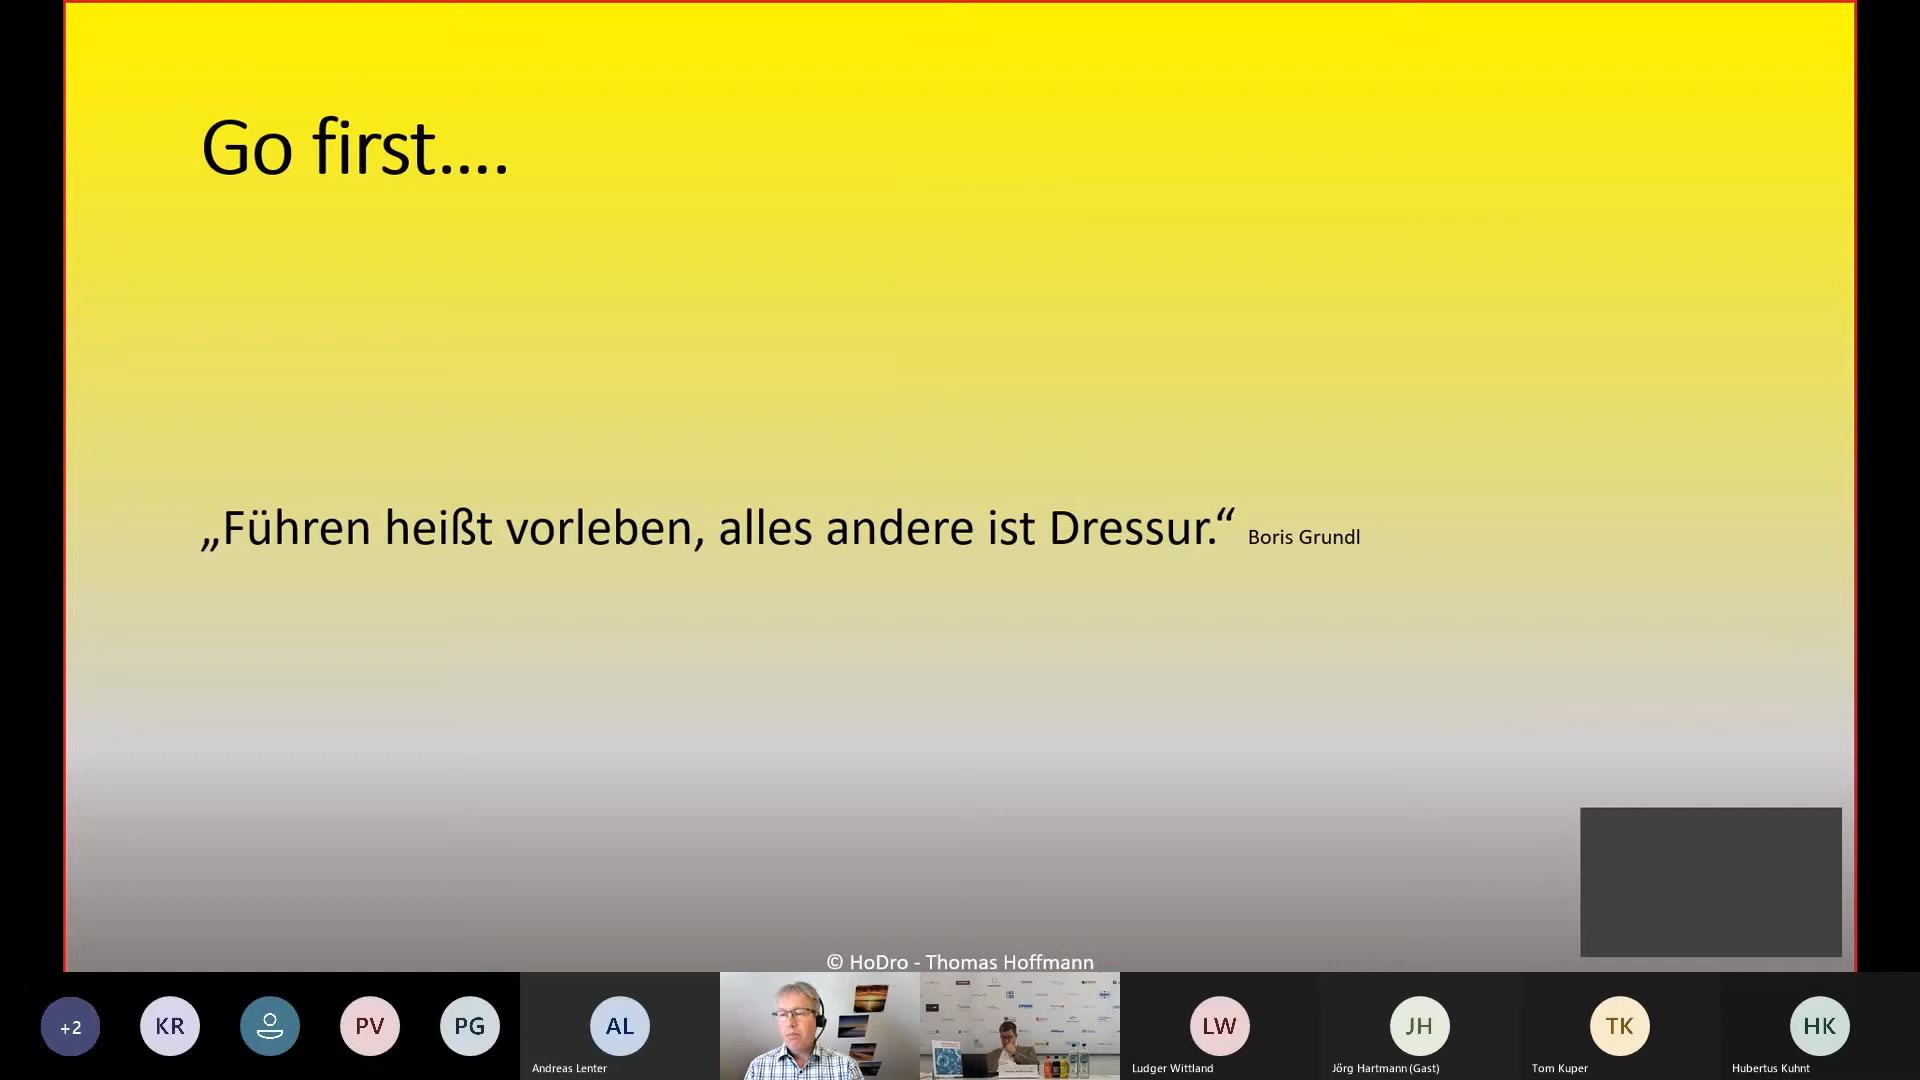 Go first....
„Führen heißt vorleben, alles andere ist Dressur.“ Boris Grundl
© HoDro - Thomas Hoffmann
+2
KR
PV
PG
AL
Andreas Lenter
LW
Ludger Wittland
JH
Jörg Hartmann (Gast)
TK
Tom Kuper
HK
Hubertus Kuhnt